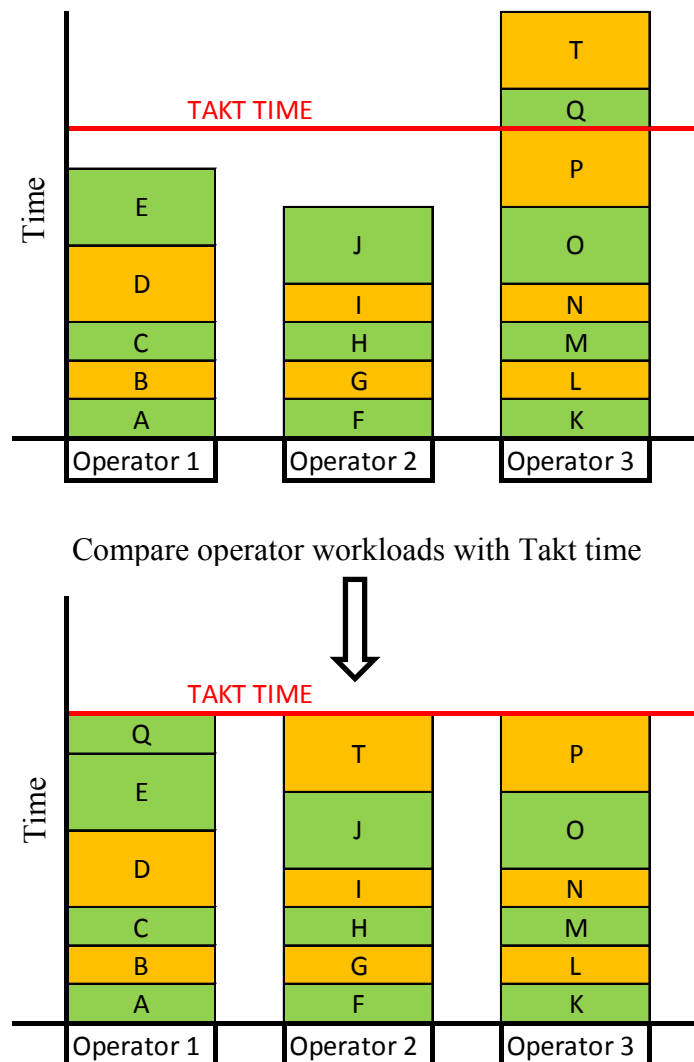 T
TAKT TIME
Q
P
E
J
O
D
I
N
C
H
M
B
G
L
A
F
K
Time
Operator 1
Operator 2
Operator 3
Compare operator workloads with Takt time
TAKT TIME
Q
T
P
E
J
O
D
I
N
C
H
M
B
G
L
A
F
K
Time
Operator 1
Operator 2
Operator 3